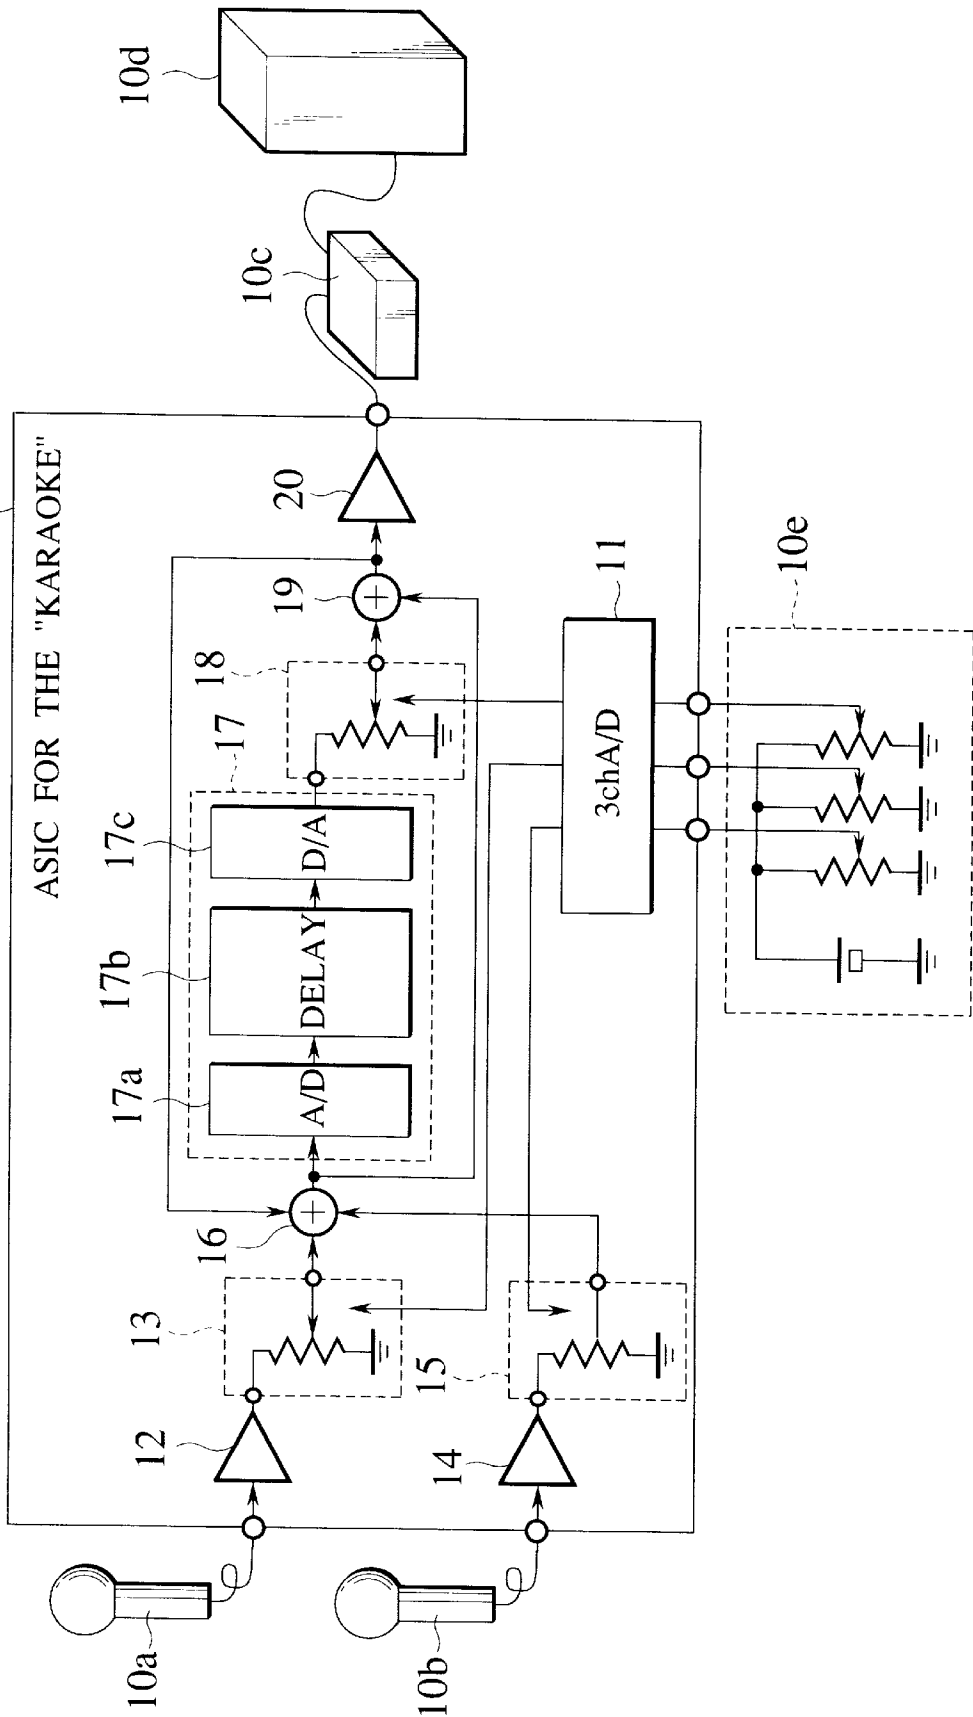 ASIC FOR THE "KARAOKE"
10a
10b
12
13
14
15
16
17
17a
A/D
17b
DELAY
17c
D/A
18
19
20
11
3chA/D
10c
10d
10e